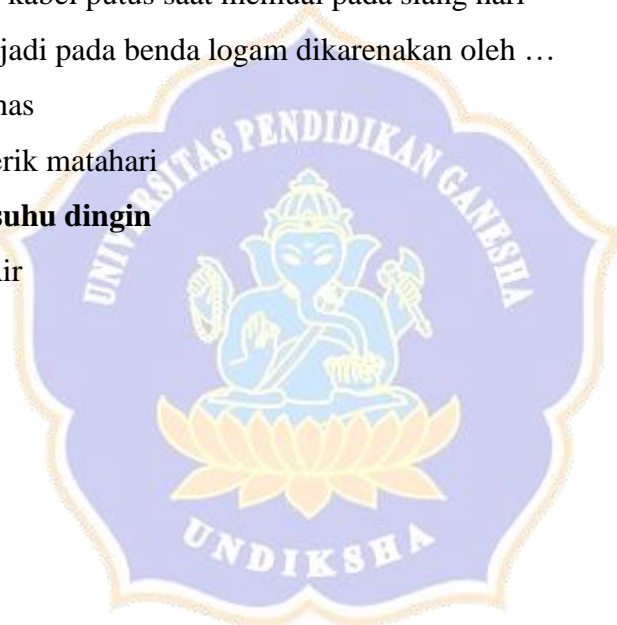 kabel putus saat memuai pada siang hari
jadi pada benda logam dikarenakan oleh …
nas
erik matahari
suhu dingin
ir
UNIVERSITAS PENDIDIKAN GANESHA
UNDIKSHA